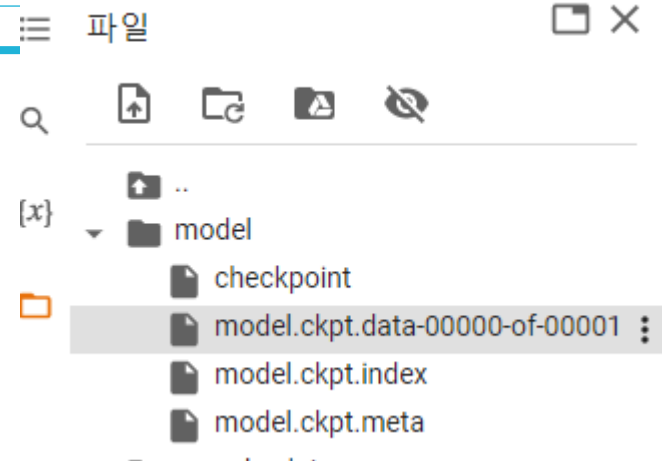 파일
{x}
..
model
checkpoint
model.ckpt.data-00000-of-00001
model.ckpt.index
model.ckpt.meta